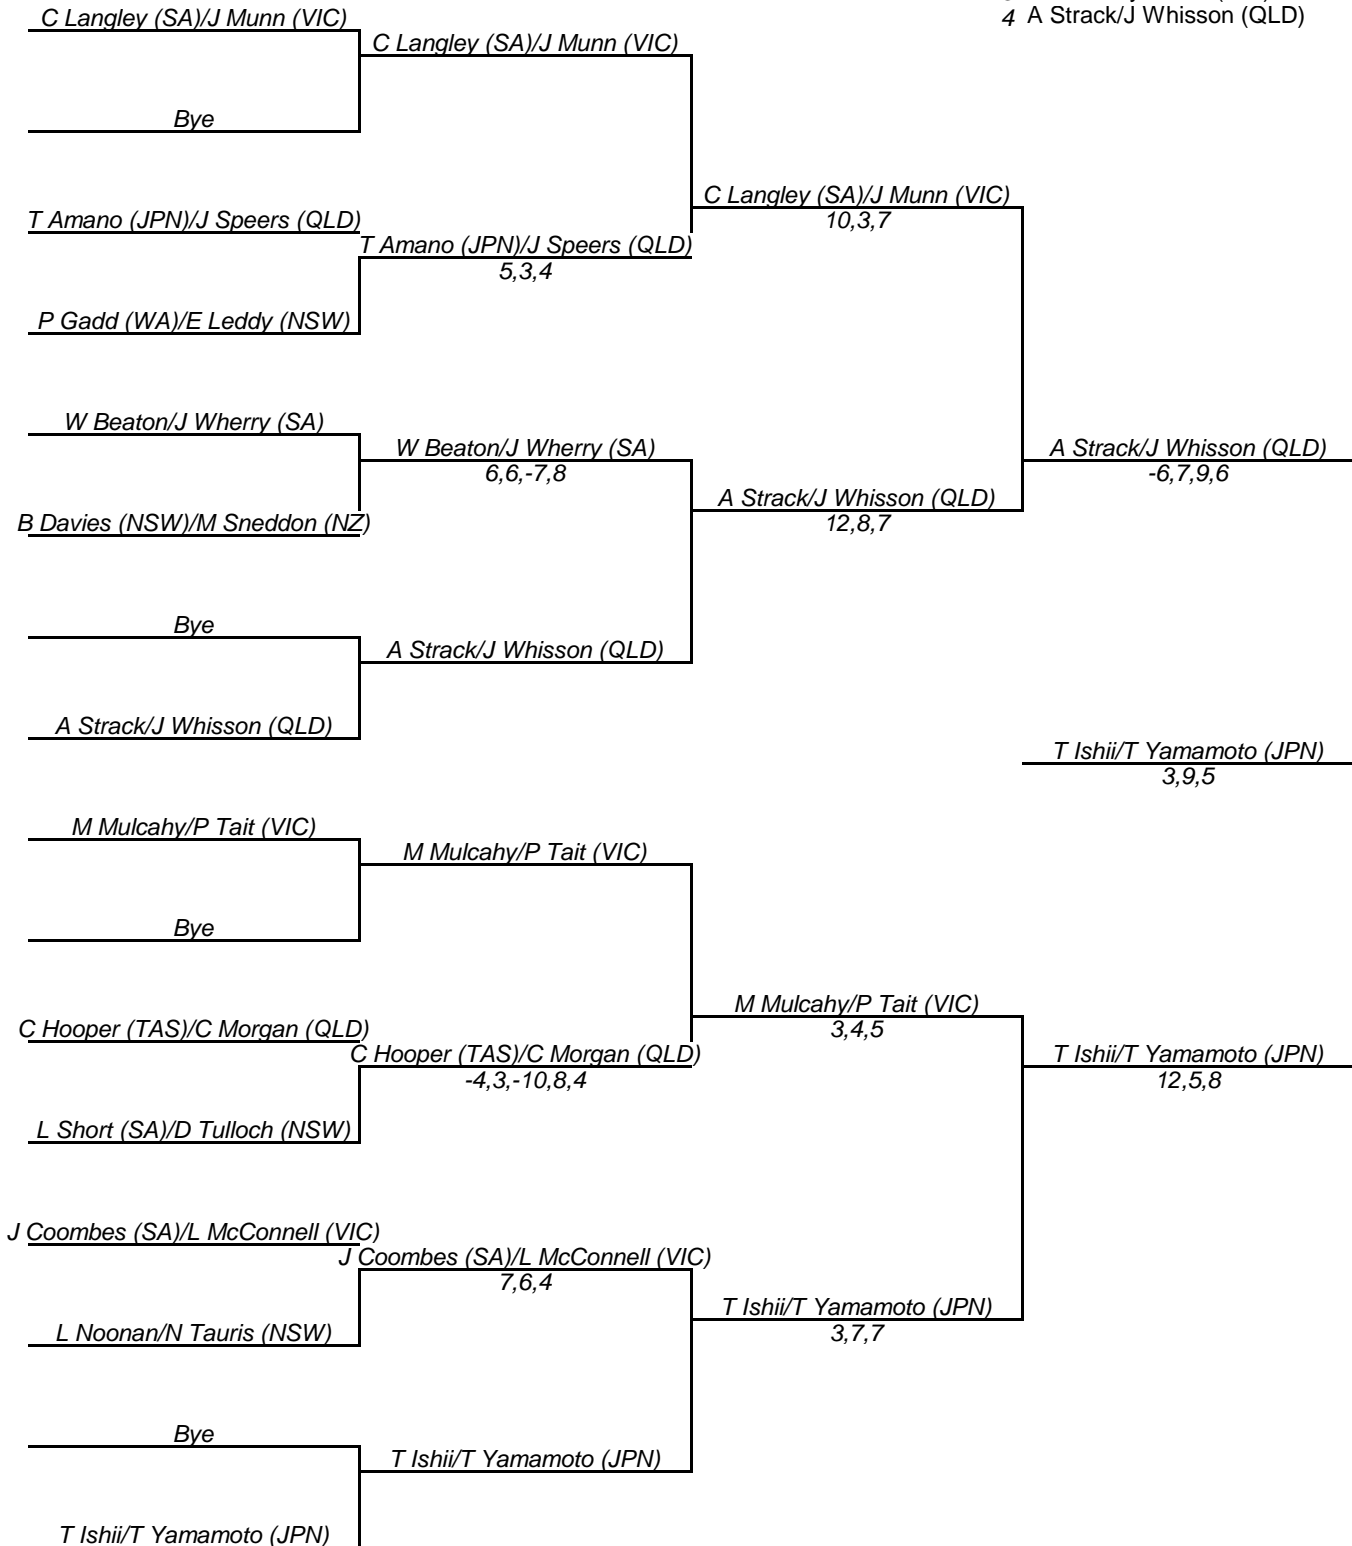 4 A Strack/J Whisson (QLD)
C Langley (SA)/J Munn (VIC)
C Langley (SA)/J Munn (VIC)
Bye
C Langley (SA)/J Munn (VIC)
10,3,7
T Amano (JPN)/J Speers (QLD)
T Amano (JPN)/J Speers (QLD)
5,3,4
P Gadd (WA)/E Leddy (NSW)
W Beaton/J Wherry (SA)
W Beaton/J Wherry (SA)
6,6,-7,8
A Strack/J Whisson (QLD)
-6,7,9,6
A Strack/J Whisson (QLD)
12,8,7
B Davies (NSW)/M Sneddon (NZ)
Bye
A Strack/J Whisson (QLD)
A Strack/J Whisson (QLD)
T Ishii/T Yamamoto (JPN)
3,9,5
M Mulcahy/P Tait (VIC)
M Mulcahy/P Tait (VIC)
Bye
M Mulcahy/P Tait (VIC)
3,4,5
C Hooper (TAS)/C Morgan (QLD)
C Hooper (TAS)/C Morgan (QLD)
-4,3,-10,8,4
T Ishii/T Yamamoto (JPN)
12,5,8
L Short (SA)/D Tulloch (NSW)
J Coombes (SA)/L McConnell (VIC)
J Coombes (SA)/L McConnell (VIC)
7,6,4
T Ishii/T Yamamoto (JPN)
3,7,7
L Noonan/N Tauris (NSW)
Bye
T Ishii/T Yamamoto (JPN)
T Ishii/T Yamamoto (JPN)